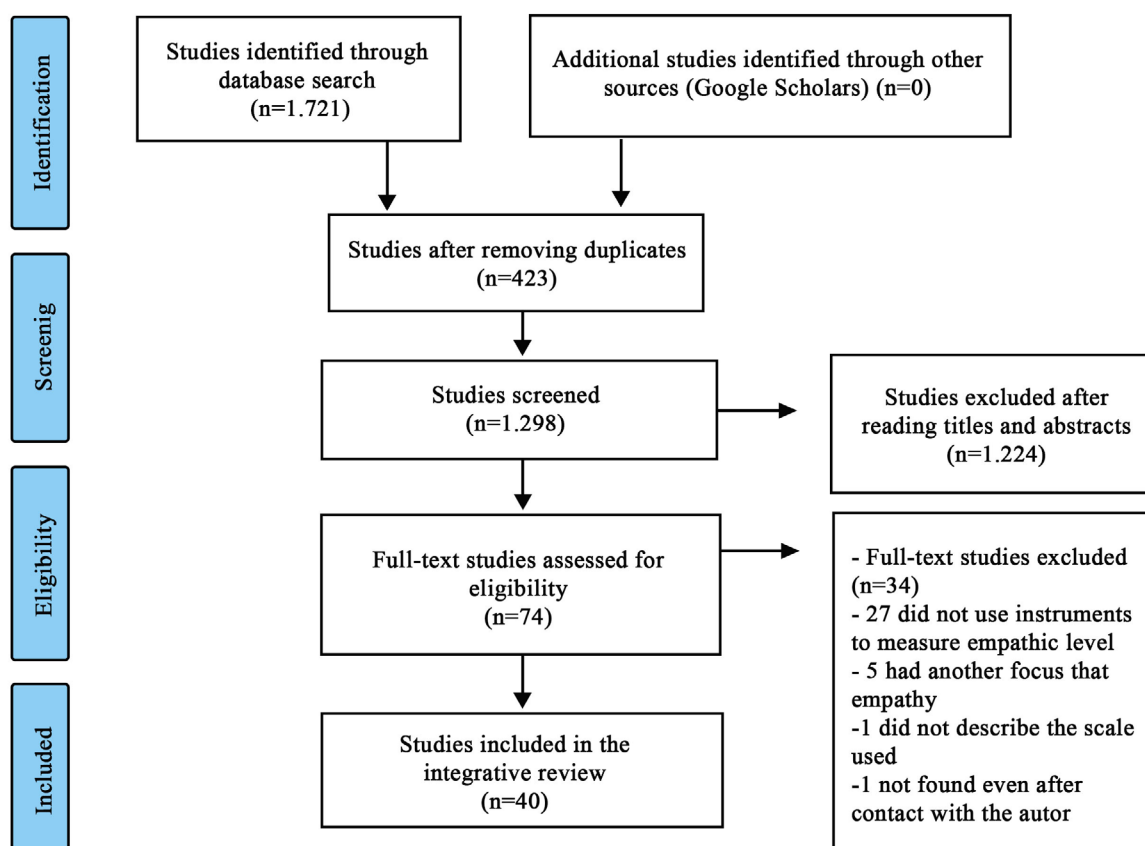 Identification
Studies identified through
database search
(n=1.721)
Additional studies identified through other
sources (Google Scholars) (n=0)
Studies after removing duplicates
(n=423)
Screenig
Studies screened
(n=1.298)
Studies excluded after
reading titles and abstracts
(n=1.224)
Eligibility
Full-text studies assessed for
eligibility
(n=74)
- Full-text studies excluded
(n=34)
- 27 did not use instruments
to measure empathic level
- 5 had another focus that
empathy
-1 did not describe the scale
used
-1 not found even after
contact with the autor
Included
Studies included in the
integrative review
(n=40)